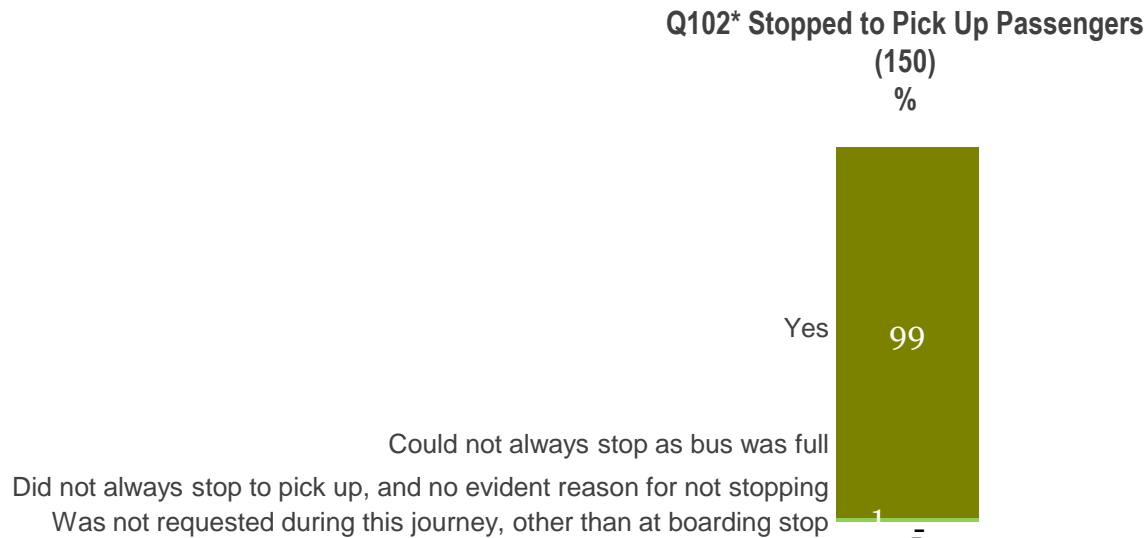 Q102* Stopped to Pick Up Passengers
(150)
%
Yes
99
Could not always stop as bus was full
Did not always stop to pick up, and no evident reason for not stopping
Was not requested during this journey, other than at boarding stop
1
-